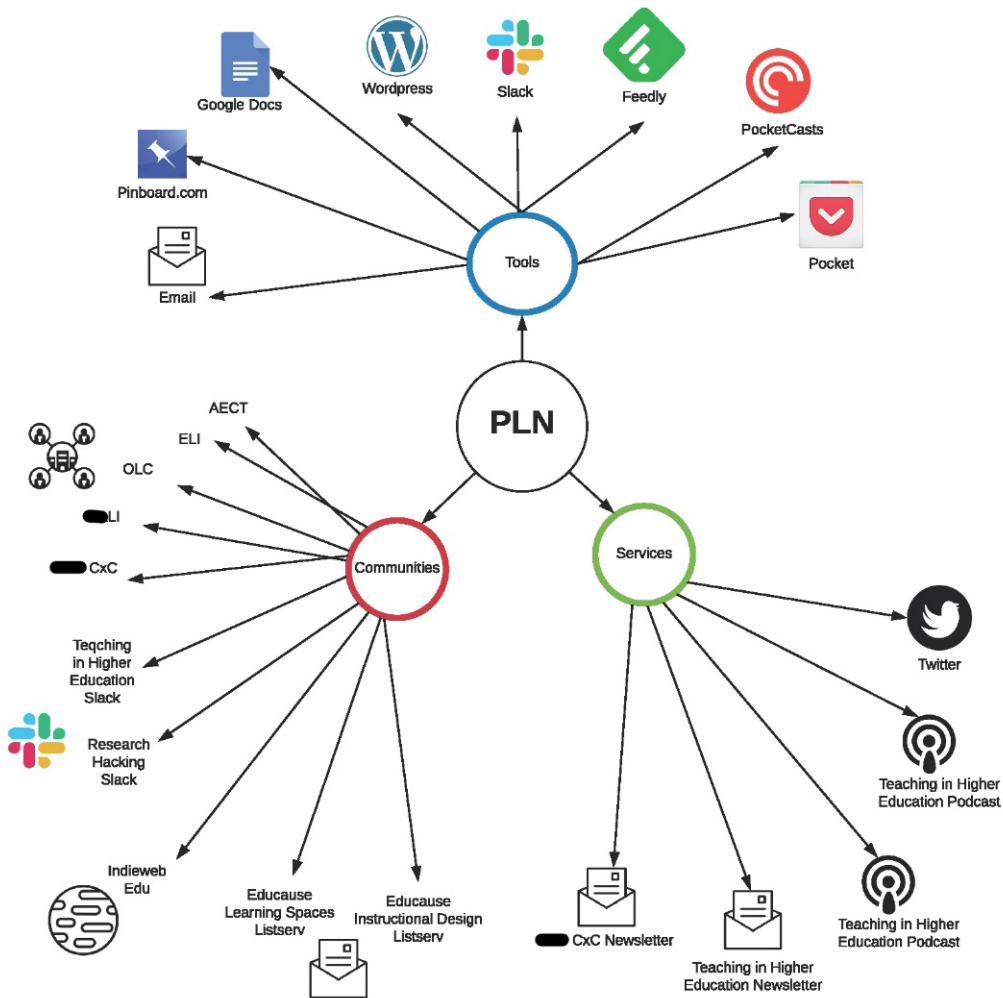 Google Docs
Wordpress
Slack
Feedly
PocketCasts
Pinboard.com
Pocket
Email
Tools
PLN
AECT
ELI
OLC
LI
CxC
Communities
Services
Teqching
in Higher
Education
Slack
Research
Hacking
Slack
Indieweb
Edu
Educause
Learning Spaces
Listserv
Educause
Instructional Design
Listserv
CxC Newsletter
Teaching in Higher
Education Newsletter
Teaching in Higher
Education Podcast
Teaching in Higher
Education Podcast
Twitter